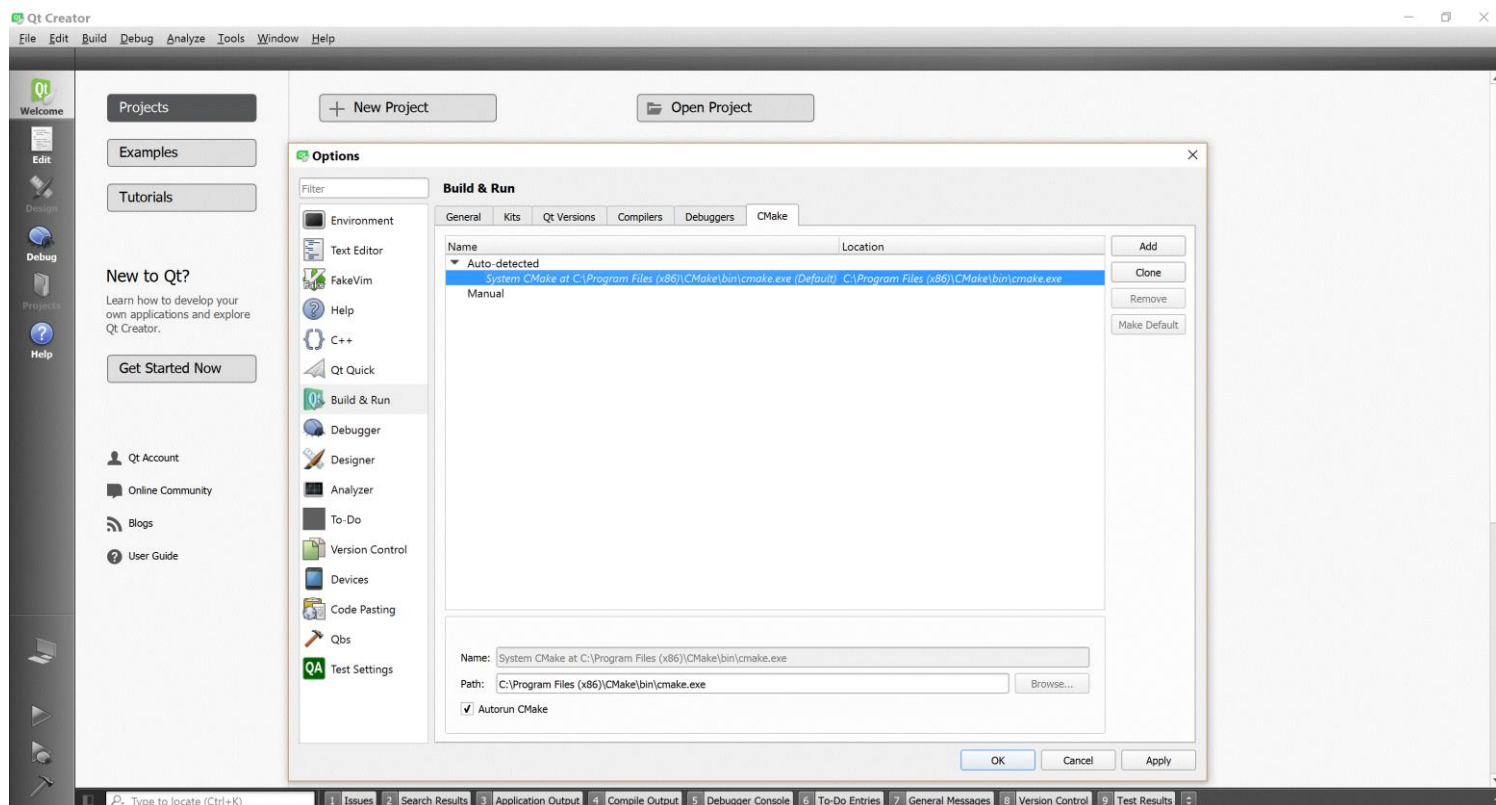 Qt Creator
File Edit Build Debug Analyze Tools Window Help
Qt
Welcome
Edit
Design
Debug
Projects
Help
Projects
Examples
Tutorials
New to Qt?
Learn how to develop your
own applications and explore
Qt Creator.
Get Started Now
Qt Account
Online Community
Blogs
User Guide
New Project
Open Project
Options
Filter
Environment
Text Editor
FakeVim
Help
C++
Qt Quick
Build & Run
Debugger
Designer
Analyzer
To-Do
Version Control
Devices
Code Pasting
Qbs
QA Test Settings
Build & Run
General Kits Qt Versions Compilers Debuggers CMake
Name Location
Auto-detected
System CMake at C:\Program Files (x86)\CMake\bin\cmake.exe (Default) C:\Program Files (x86)\CMake\bin\cmake.exe
Manual
Add
Clone
Remove
Make Default
Name: System CMake at C:\Program Files (x86)\CMake\bin\cmake.exe
Path: C:\Program Files (x86)\CMake\bin\cmake.exe Browse...
Autorun CMake
OK Cancel Apply
Type to locate (Ctrl+K) 1 Issues 2 Search Results 3 Application Output 4 Compile Output 5 Debugger Console 6 To-Do Entries 7 General Messages 8 Version Control 9 Test Results